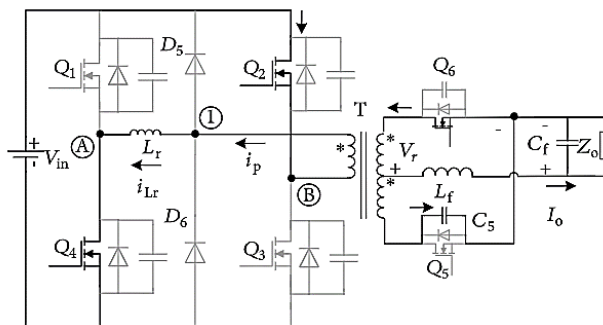 Q1
D5
Q2
Q6
T
1
A
Lr
Vin
*
ip
*
Vr
-
-
Cf
Zo
iLr
B
*
+
Lf
+
Io
D6
C5
Q4
Q3
Q5
+
-